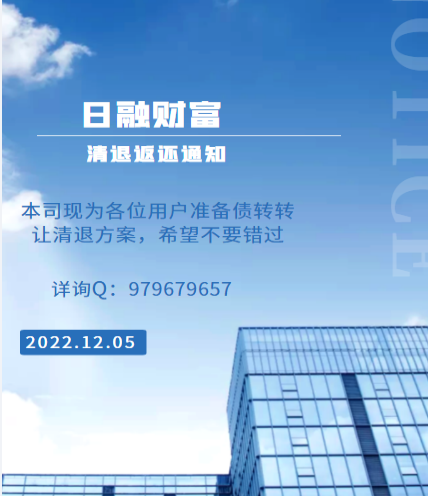 日融财富
清退返还通知
本司现为各位用户准备债转转
让清退方案，希望不要错过
详询Q：979679657
2022.12.05
NOTICE